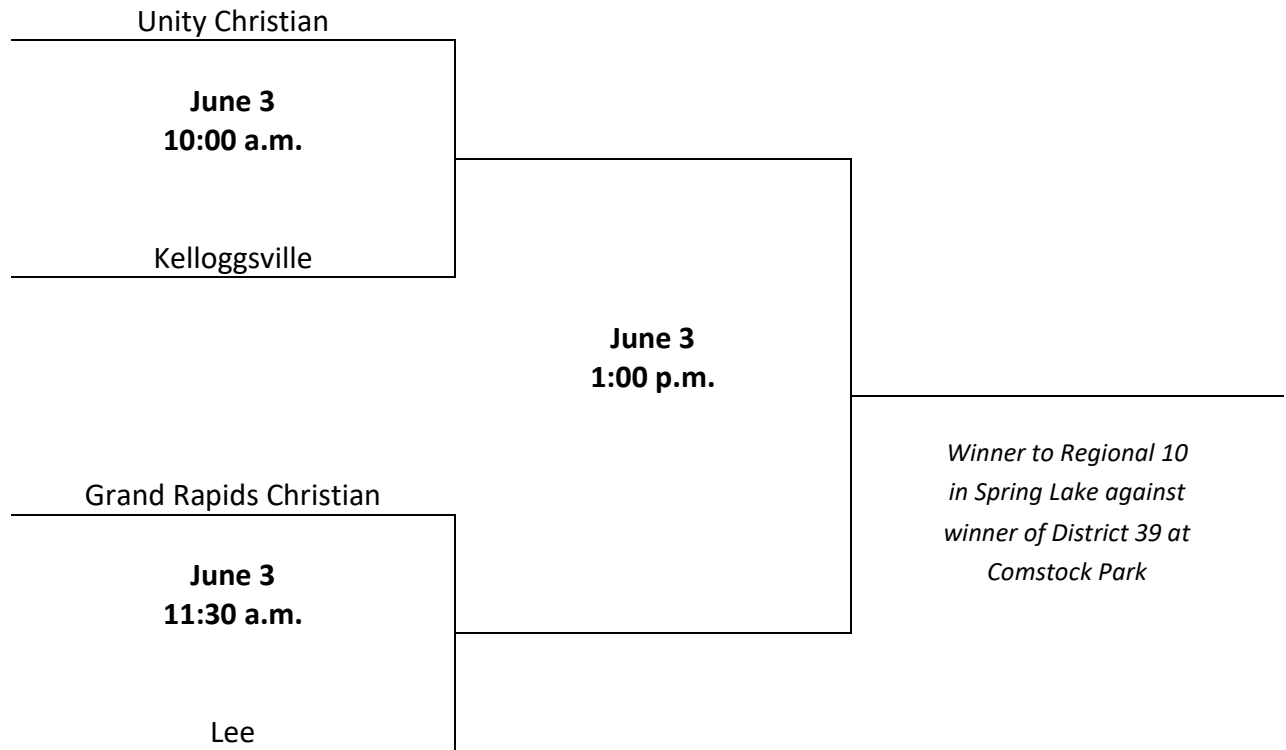 Unity Christian
June 3
10:00 a.m.
Kelloggsville
June 3
1:00 p.m.
Winner to Regional 10
in Spring Lake against
winner of District 39 at
Comstock Park
Grand Rapids Christian
June 3
11:30 a.m.
Lee